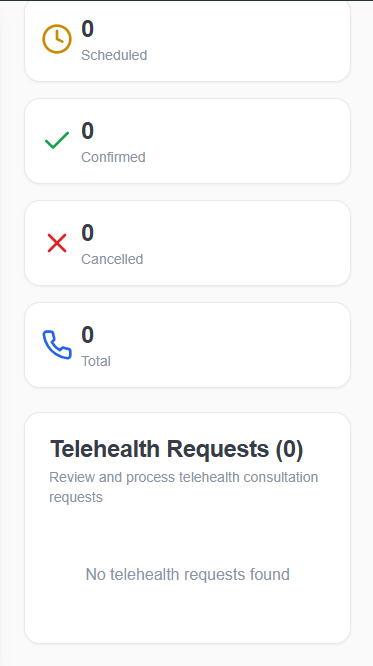 0
Scheduled
0
Confirmed
0
Cancelled
0
Total
Telehealth Requests (0)
Review and process telehealth consultation
requests
No telehealth requests found